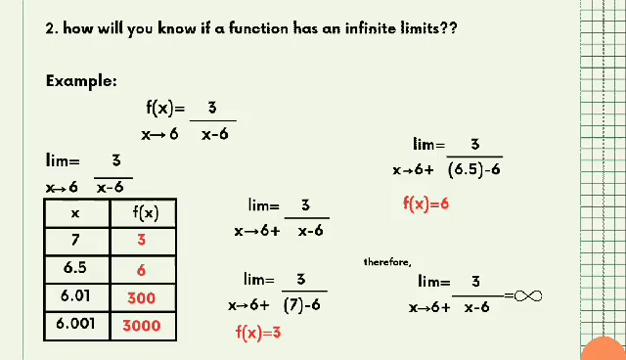 2. how will you know if a function has an infinite limits??
Example:
f(x)= 3
x→ 6 x-6
lim= 3
x→6 x-6
x f(x)
7 3
6.5 6
6.01 300
6.001 3000
lim= 3
x→6+ x-6
lim= 3
x→6+ (7)-6
f(x)=3
lim= 3
x→6+ (6.5)-6
f(x)=6
therefore,
lim= 3
x→6+ x-6 =∞